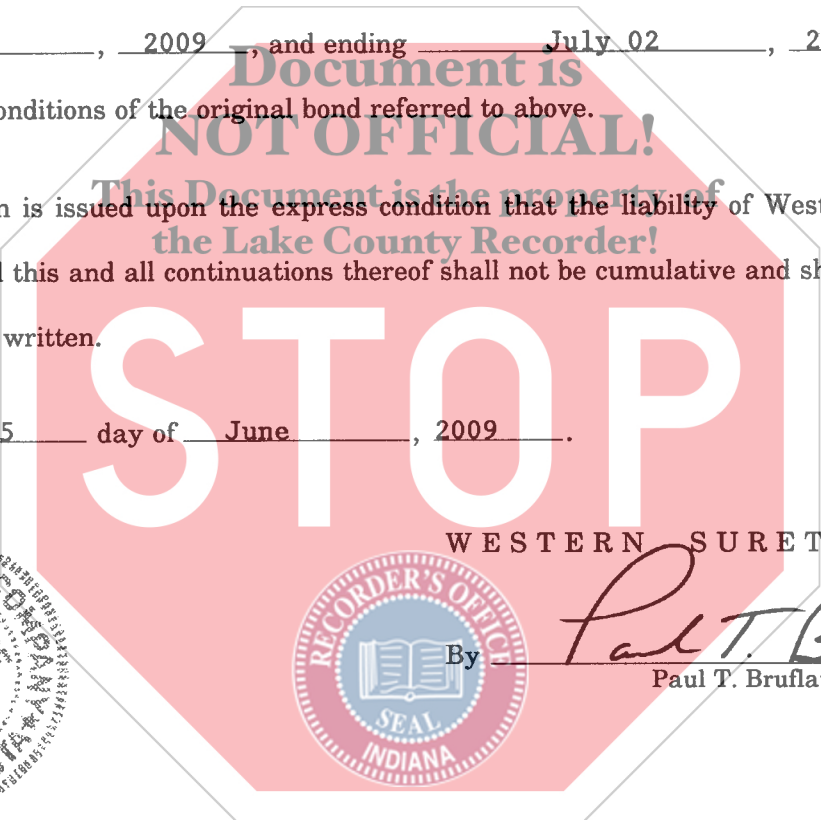 , 2009 , and ending July 02 , 2
Document is
onditions of the original bond referred to above.
NOT OFFICIAL!
This Document is the property of
n is issued upon the express condition that the liability of West
the Lake County Recorder!
this and all continuations thereof shall not be cumulative and sh
written.
STOP
5 day of June , 2009 .
WESTERN SURET
RECORDER'S OFFICE
SEAL
INDIANA
By Paul T. B
Paul T. Brufla
OMPANY